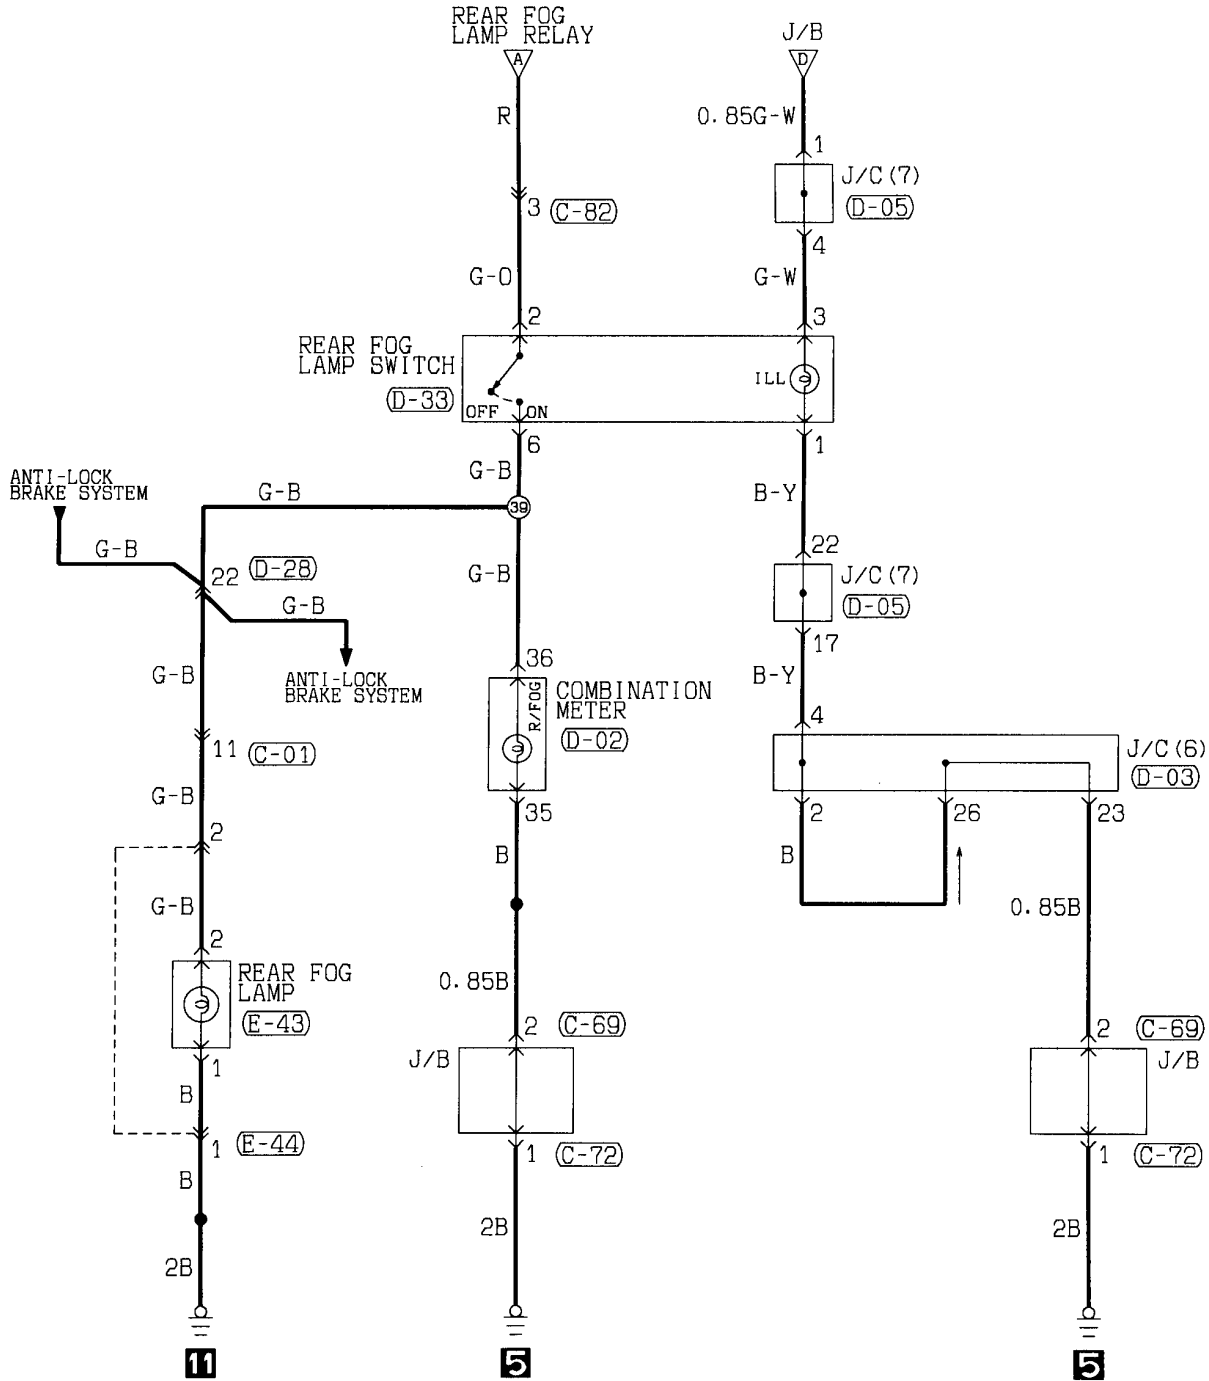 REAR FOG
LAMP RELAY
J/B
A
D
R
0.85G-W
1
J/C(7)
3
(C-82)
(D-05)
4
G-O
G-W
2
3
REAR FOG
LAMP SWITCH
ILL
(D-33)
OFF
ON
6
1
G-B
ANTI-LOCK
BRAKE SYSTEM
G-B
B-Y
39
G-B
22
22
(D-28)
G-B
J/C(7)
G-B
(D-05)
17
36
G-B
ANTI-LOCK
BRAKE SYSTEM
B-Y
R/FOG
COMBINATION
METER
4
11
(C-01)
(D-02)
J/C(6)
(D-03)
G-B
35
2
26
23
2
B
B
G-B
0.85B
2
REAR FOG
LAMP
0.85B
(E-43)
2
(C-69)
2
(C-69)
J/B
J/B
1
B
1
(E-44)
1
(C-72)
1
(C-72)
B
2B
2B
2B
11
5
5